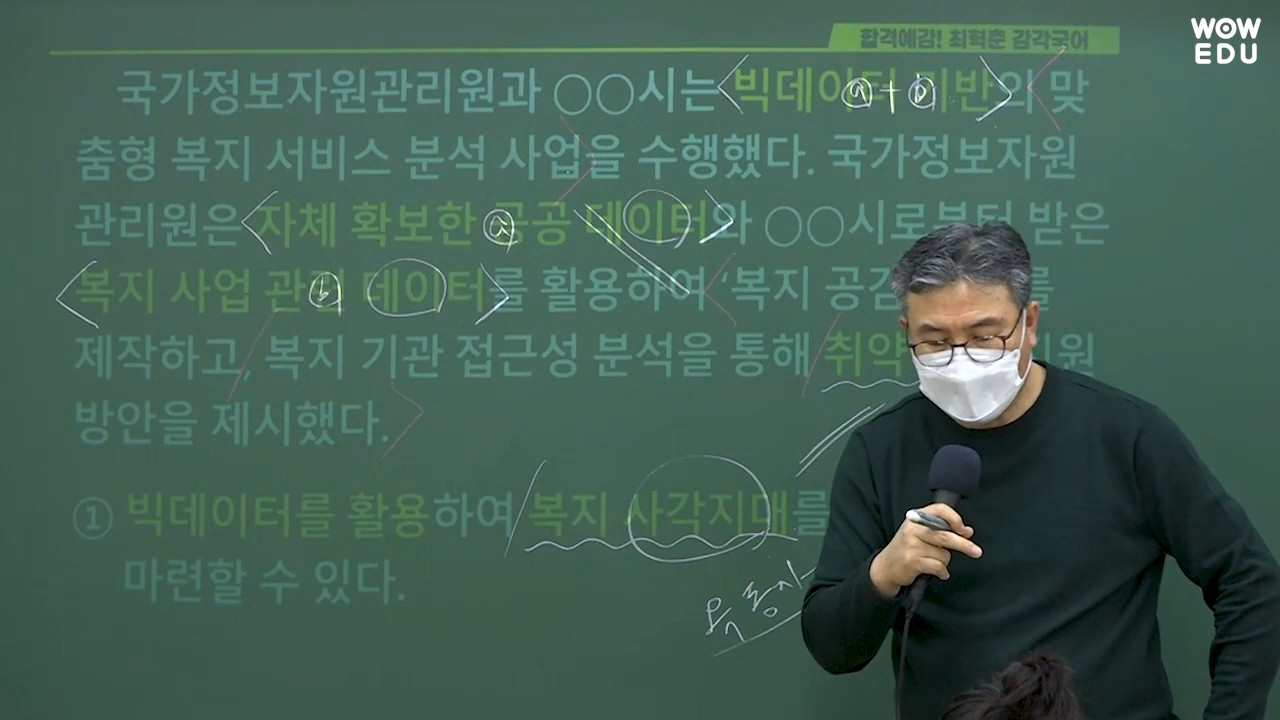 WOW
EDU
합격예감! 최혁춘 감각국어
국가정보자원관리원과 ○○시는 빅데이터 기반의 맞
ⓐ + ⓑ
춤형 복지 서비스 분석 사업을 수행했다. 국가정보자원
관리원은 자체 확보한 공공 데이터와 ○○시로부터 받은
ⓐ
복지 사업 관련 데이터를 활용하여 ‘복지 공감 를
ⓑ
제작하고, 복지 기관 접근성 분석을 통해 취약 지원
방안을 제시했다.
① 빅데이터를 활용하여 복지 사각지대를
마련할 수 있다.